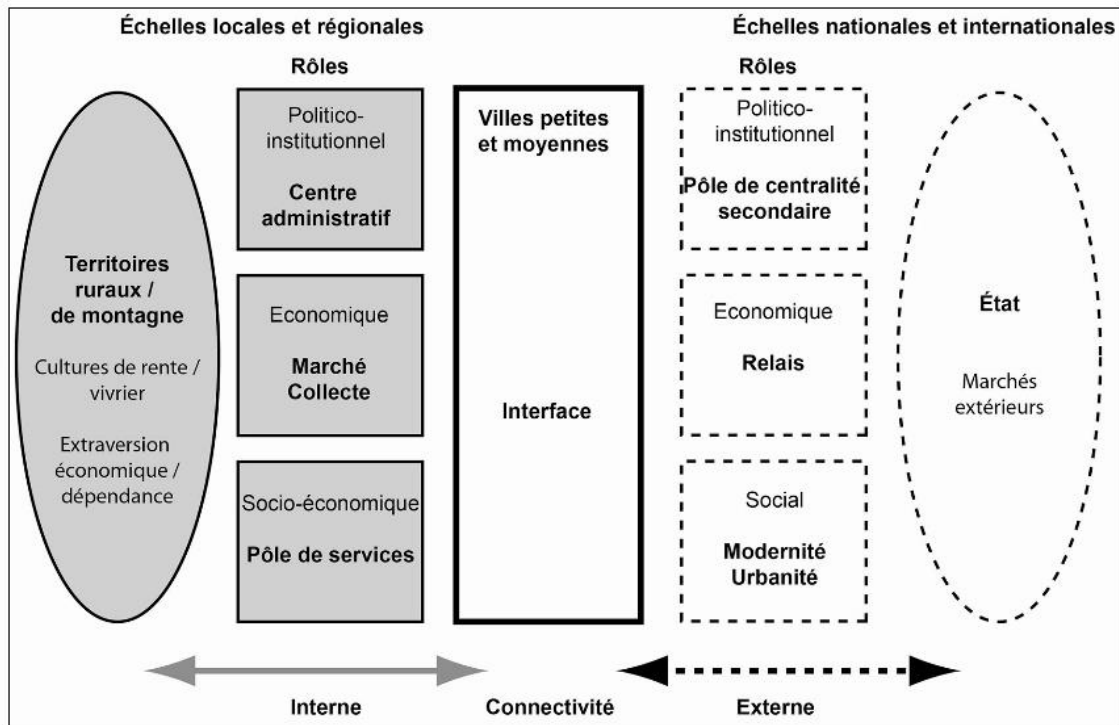 Échelles locales et régionales
Échelles nationales et internationales
Rôles
Rôles
Territoires
ruraux /
de montagne
Cultures de rente /
vivrier
Extraversion
économique /
dépendance
Politico-
institutionnel
Centre
administratif
Economique
Marché
Collecte
Socio-économique
Pôle de services
Villes petites
et moyennes
Interface
Politico-
institutionnel
Pôle de centralité
secondaire
Economique
Relais
Social
Modernité
Urbanité
État
Marchés
extérieurs
Interne
Connectivité
Externe